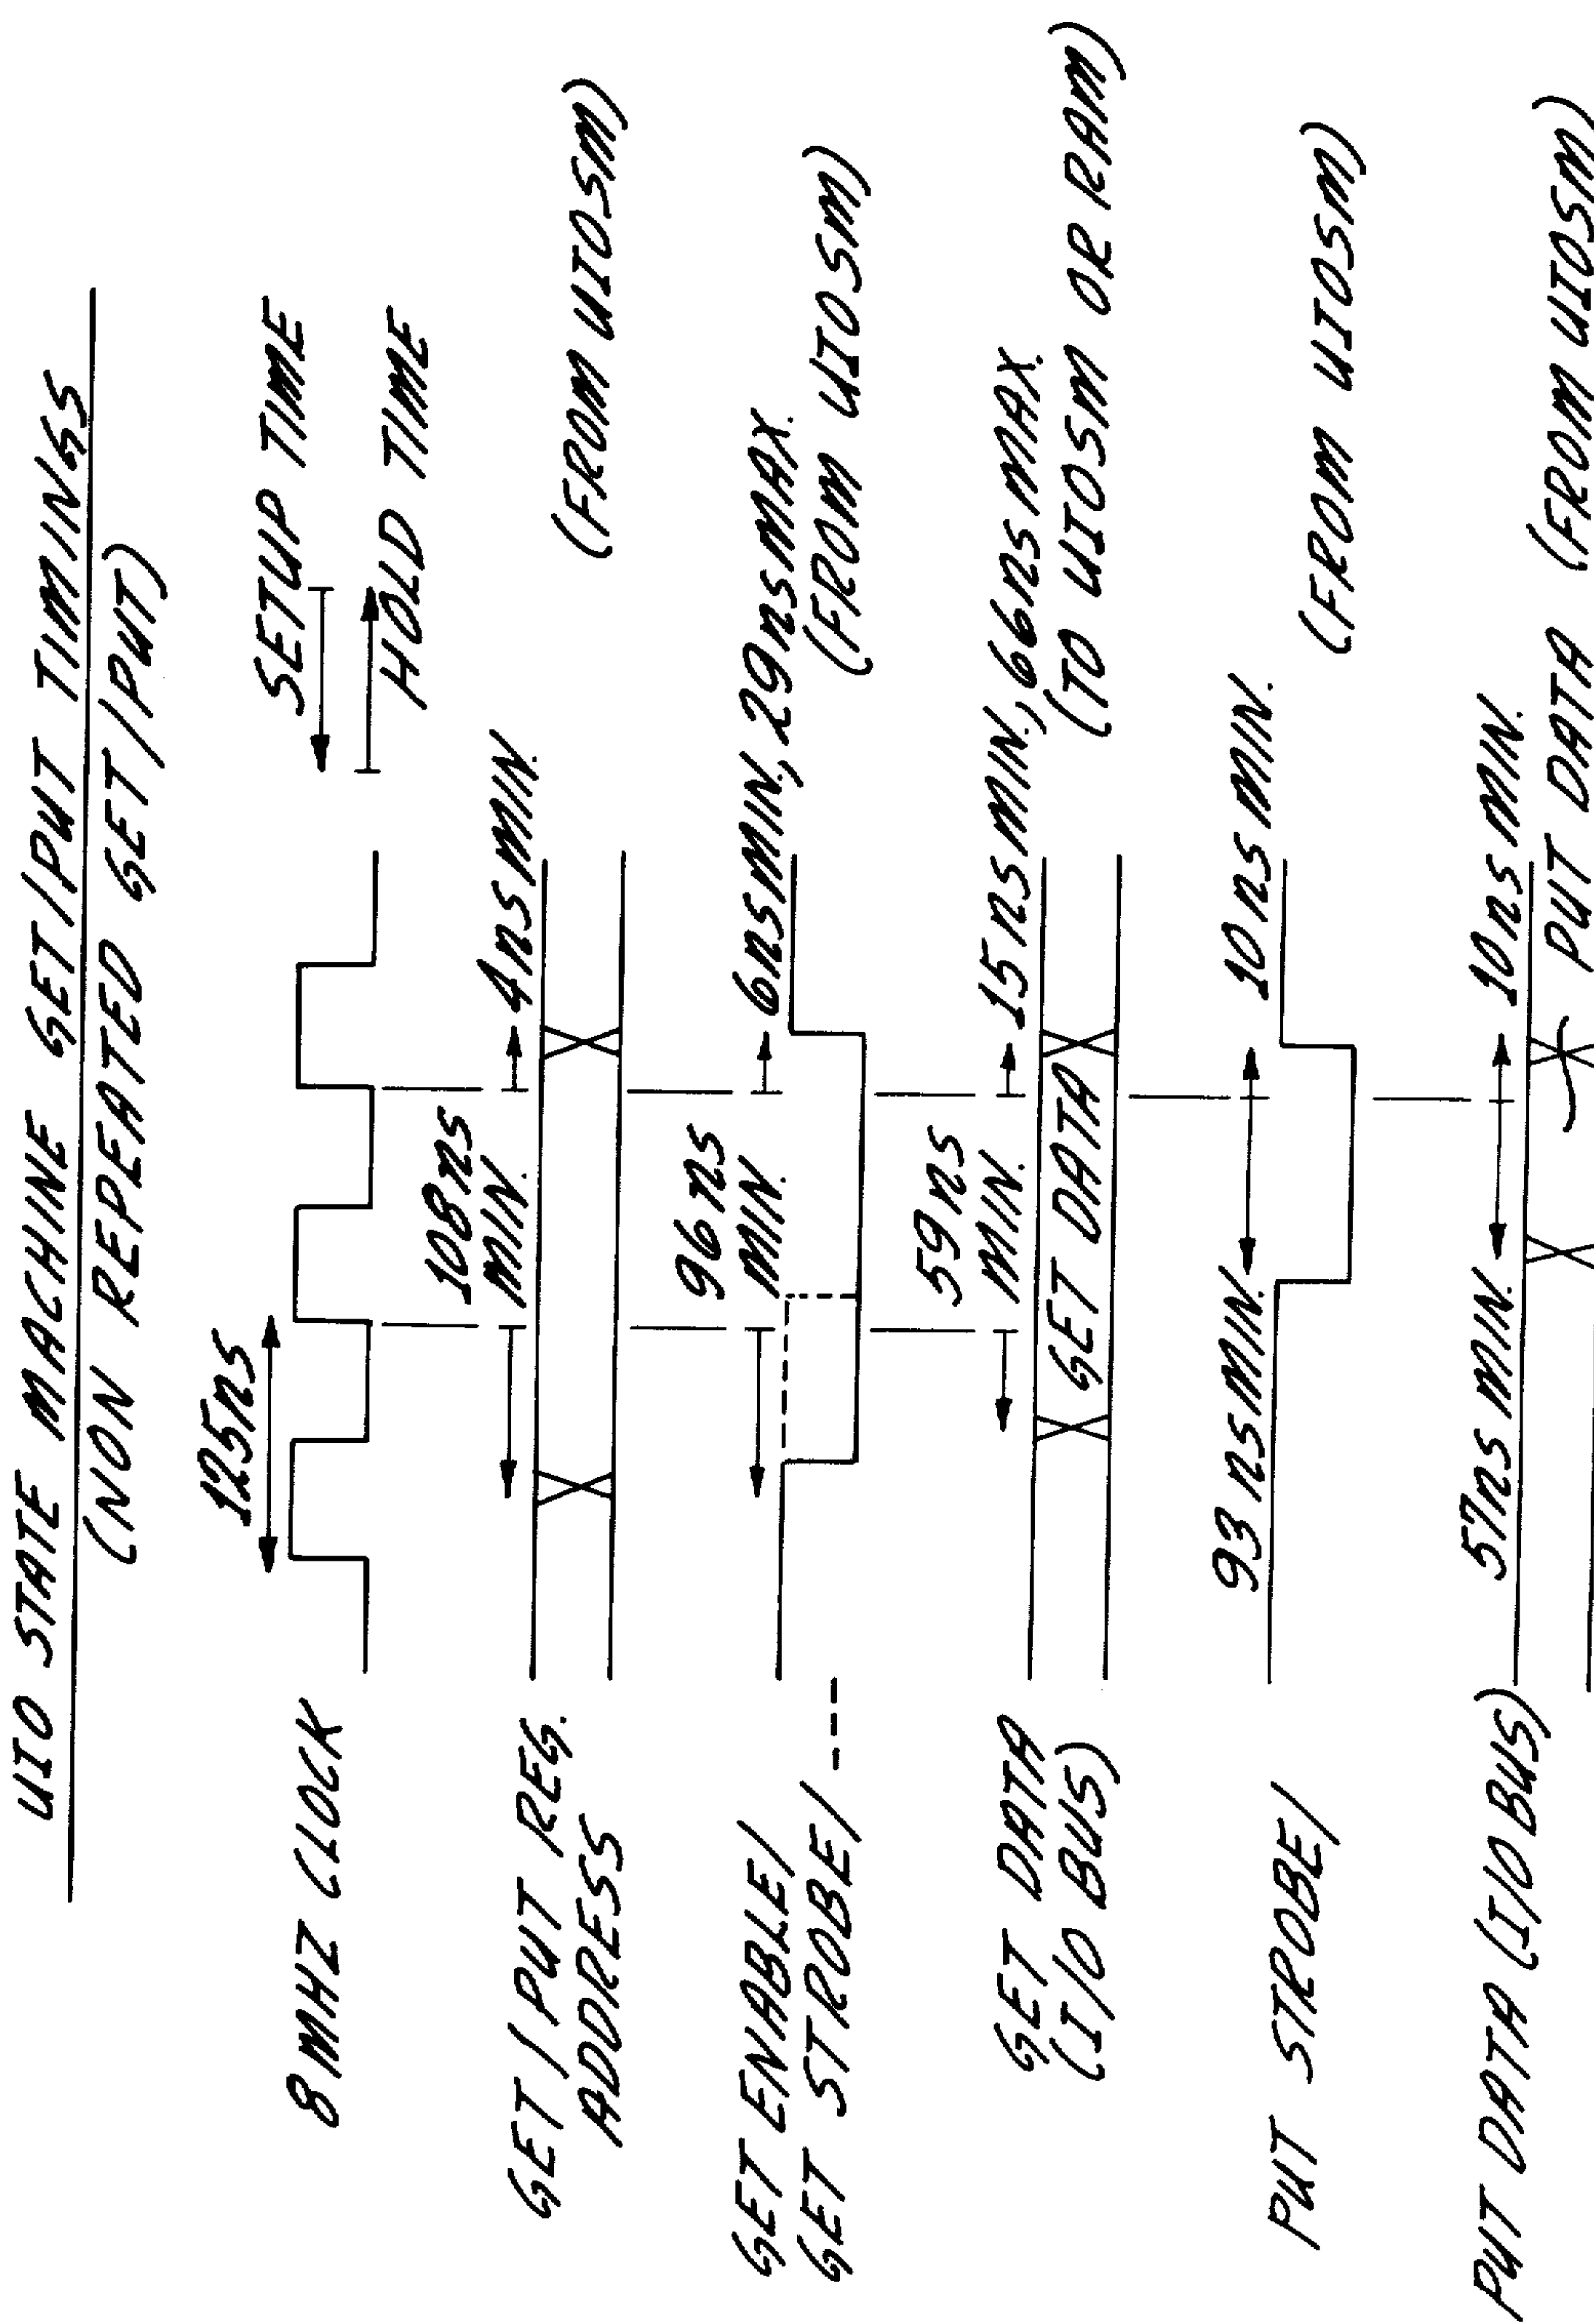 UIO STATE MACHINE GET/PUT TIMINGS
(NON REPEATED GET/PUT)
125ns
SETUP TIME
HOLD TIME
8 MHZ CLOCK
108ns
MIN.
4ns MIN.
GET/PUT REG.
ADDRESS
(FROM UIOSM)
96ns
MIN.
6ns MIN., 29ns MAX.
(FROM UIOSM)
GET ENABLE/
GET STROBE/ ---
59ns
MIN.
15ns MIN., 66ns MAX.
(TO UIOSM OR RAM)
GET DATA
(I/O BUS)
GET DATA
93ns MIN.
10ns MIN.
PUT STROBE/
(FROM UIOSM)
57ns MIN.
10ns MIN.
PUT DATA (I/O BUS)
PUT DATA (FROM UIOSM)